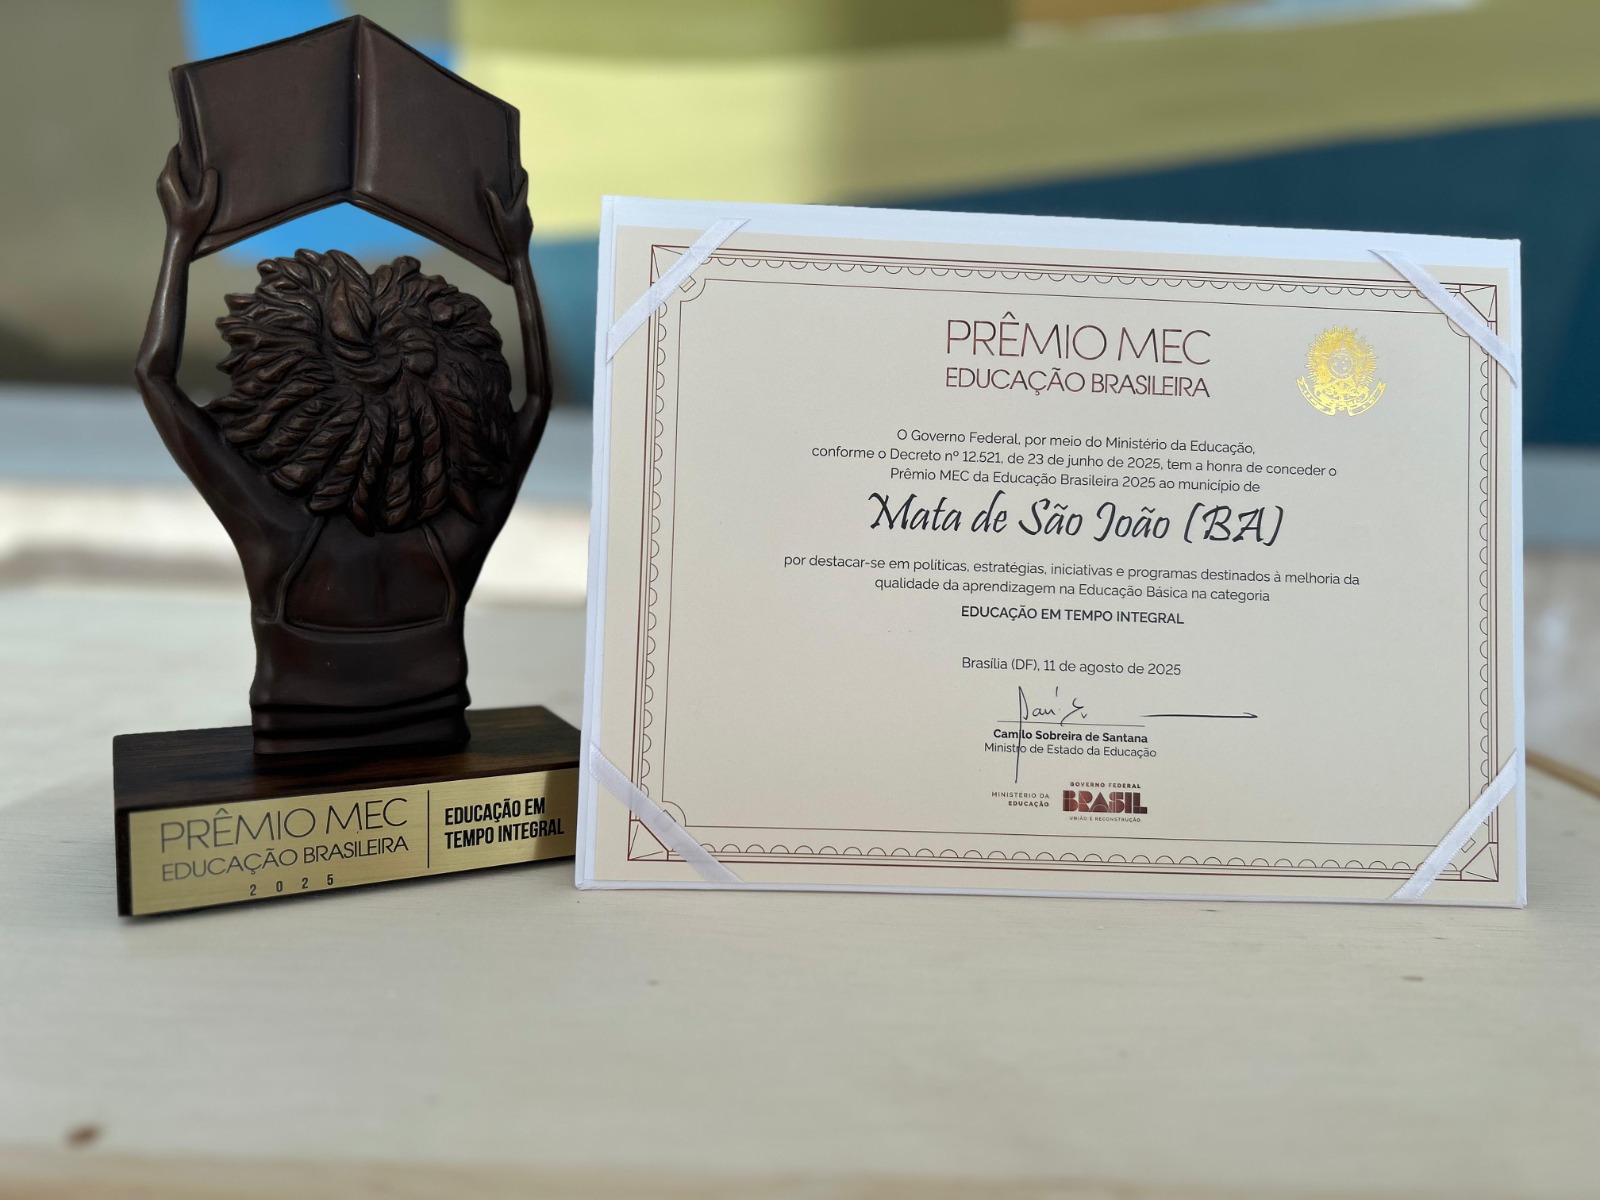 PRÊMIO MEC
EDUCAÇÃO BRASILEIRA
2025
EDUCAÇÃO EM
TEMPO INTEGRAL
PRÊMIO MEC
EDUCAÇÃO BRASILEIRA
O Governo Federal, por meio do Ministério da Educação,
conforme o Decreto nº 12.521, de 23 de junho de 2025, tem a honra de conceder o
Prêmio MEC da Educação Brasileira 2025 ao município de
Mata de São João (BA)
por destacar-se em políticas, estratégias, iniciativas e programas destinados à melhoria da
qualidade da aprendizagem na Educação Básica na categoria
EDUCAÇÃO EM TEMPO INTEGRAL
Brasília (DF), 11 de agosto de 2025
Camilo Sobreira de Santana
Ministro de Estado da Educação
MINISTÉRIO DA
EDUCAÇÃO
GOVERNO FEDERAL
BRASIL
UNIÃO E RECONSTRUÇÃO